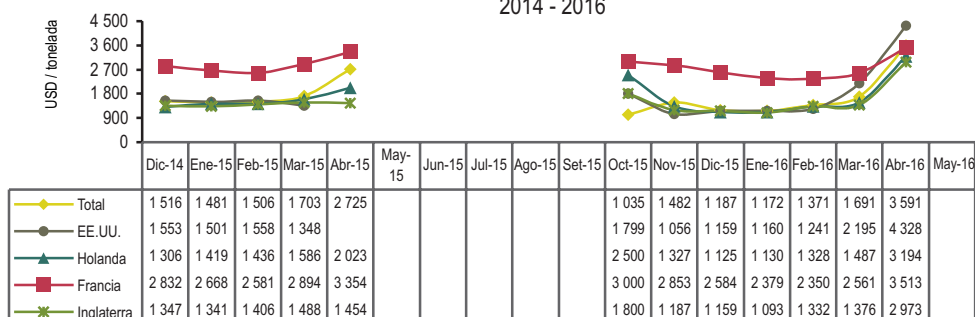 2014 - 2016
USD / tonelada
4 500
3 600
2 700
1 800
900
0
Dic-14 Ene-15 Feb-15 Mar-15 Abr-15 May-15 Jun-15 Jul-15 Ago-15 Set-15 Oct-15 Nov-15 Dic-15 Ene-16 Feb-16 Mar-16 Abr-16 May-16
Total 1 516 1 481 1 506 1 703 2 725 1 035 1 482 1 187 1 172 1 371 1 691 3 591
EE.UU. 1 553 1 501 1 558 1 348 1 799 1 056 1 159 1 160 1 241 2 195 4 328
Holanda 1 306 1 419 1 436 1 586 2 023 2 500 1 327 1 125 1 130 1 328 1 487 3 194
Francia 2 832 2 668 2 581 2 894 3 354 3 000 2 853 2 584 2 379 2 350 2 561 3 513
Inglaterra 1 347 1 341 1 406 1 488 1 454 1 800 1 187 1 159 1 093 1 332 1 376 2 973